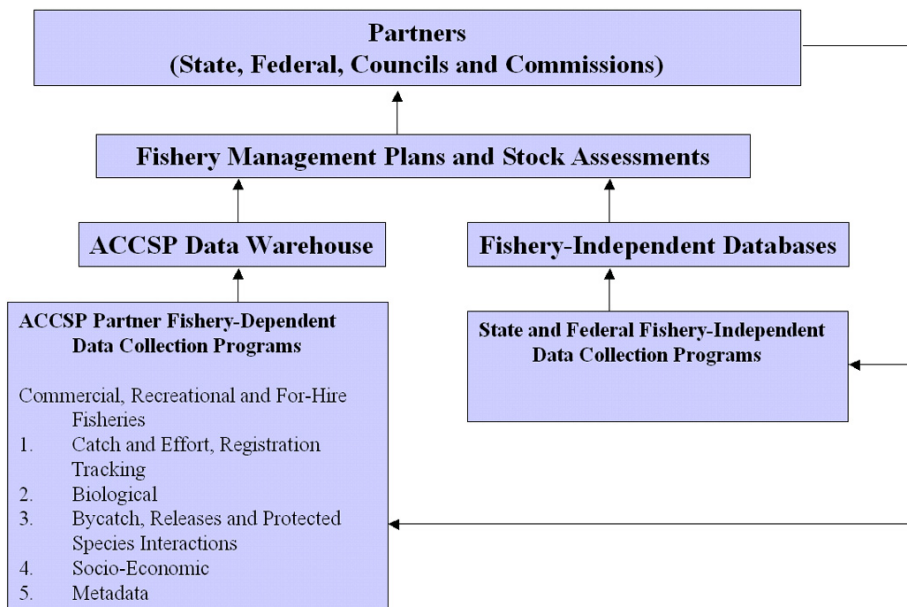 Partners
(State, Federal, Councils and Commissions)
Fishery Management Plans and Stock Assessments
ACCSP Data Warehouse
Fishery-Independent Databases
ACCSP Partner Fishery-Dependent
Data Collection Programs
Commercial, Recreational and For-Hire
Fisheries
1. Catch and Effort, Registration
Tracking
2. Biological
3. Bycatch, Releases and Protected
Species Interactions
4. Socio-Economic
5. Metadata
State and Federal Fishery-Independent
Data Collection Programs